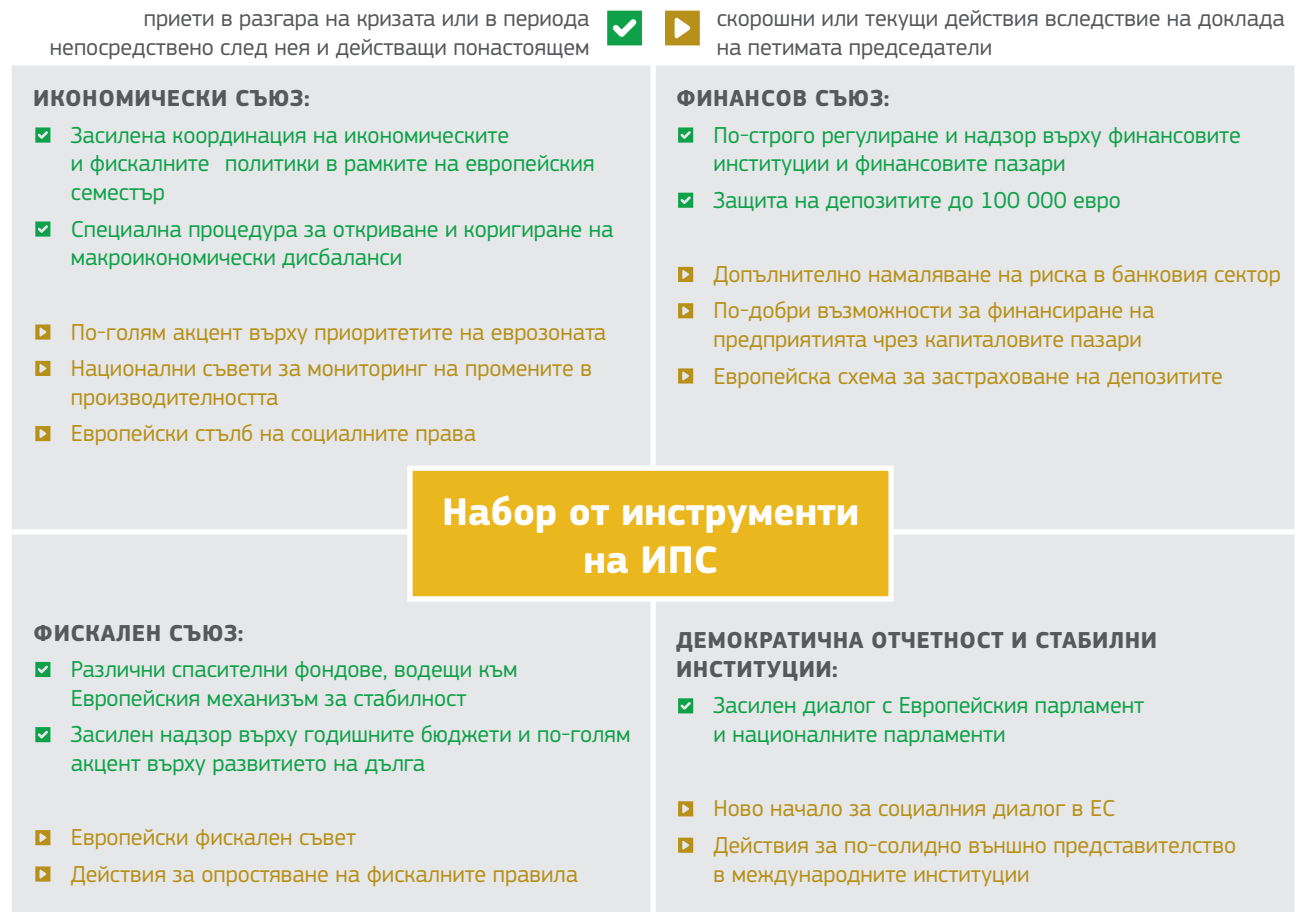 приети в разгара на кризата или в периода
непосредствено след нея и действащи понастоящем
скорошни или текущи действия вследствие на доклада
на петимата председатели
ИКОНОМИЧЕСКИ СЪЮЗ:
Засилена координация на икономическите
и фискалните политики в рамките на европейския
семестър
Специална процедура за откриване и коригиране на
макроикономически дисбаланси
По-голям акцент върху приоритетите на еврозоната
Национални съвети за мониторинг на промените в
производителността
Европейски стълб на социалните права
ФИНАНСОВ СЪЮЗ:
По-строго регулиране и надзор върху финансовите
институции и финансовите пазари
Защита на депозитите до 100 000 евро
Допълнително намаляване на риска в банковия сектор
По-добри възможности за финансиране на
предприятията чрез капиталовите пазари
Европейска схема за застраховане на депозитите
Набор от инструменти
на ИПС
ФИСКАЛЕН СЪЮЗ:
Различни спасителни фондове, водещи към
Европейския механизъм за стабилност
Засилен надзор върху годишните бюджети и по-голям
акцент върху развитието на дълга
Европейски фискален съвет
Действия за опростяване на фискалните правила
ДЕМОКРАТИЧНА ОТЧЕТНОСТ И СТАБИЛНИ
ИНСТИТУЦИИ:
Засилен диалог с Европейския парламент
и националните парламенти
Ново начало за социалния диалог в ЕС
Действия за по-солидно външно представителство
в международните институции